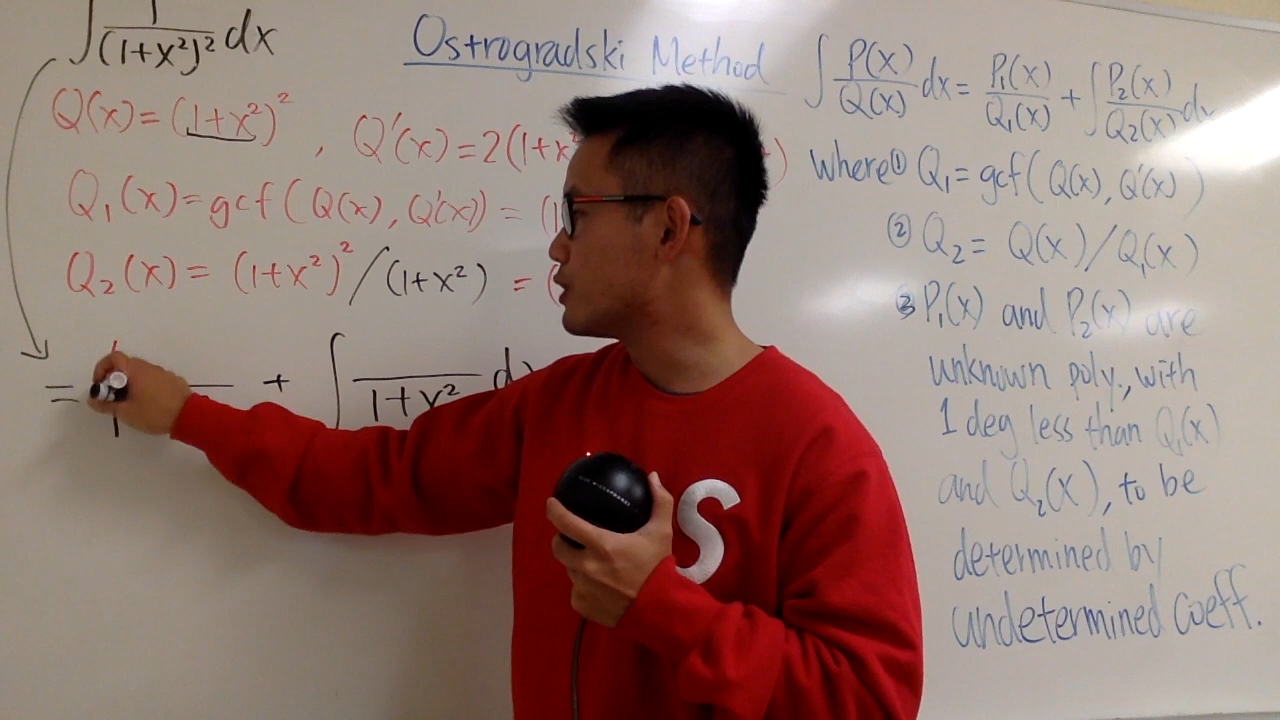 ∫ 1/(1+x²)² dx
Ostrogradski Method
Q(x) = (1+x²)² , Q'(x) = 2(1+x² )
Q₁(x) = gcf(Q(x), Q'(x)) = (1
Q₂(x) = (1+x²)² / (1+x²) = (
= + ∫ /(1+x²) dx
∫ P(x)/Q(x) dx = P₁(x)/Q₁(x) + ∫ P₂(x)/Q₂(x) dx
where ① Q₁ = gcf(Q(x), Q'(x))
② Q₂ = Q(x)/Q₁(x)
③ P₁(x) and P₂(x) are
unknown poly., with
1 deg less than Q₁(x)
and Q₂(x), to be
determined by
undetermined coeff.
S